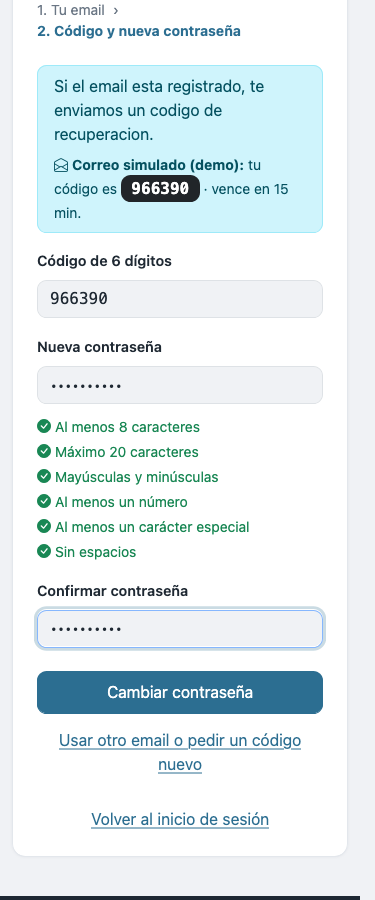 1. Tu email ›
2. Código y nueva contraseña
Si el email esta registrado, te
enviamos un codigo de
recuperacion.
Correo simulado (demo): tu
código es 966390 · vence en 15
min.
Código de 6 dígitos
966390
Nueva contraseña
••••••••••
Al menos 8 caracteres
Máximo 20 caracteres
Mayúsculas y minúsculas
Al menos un número
Al menos un carácter especial
Sin espacios
Confirmar contraseña
••••••••••
Cambiar contraseña
Usar otro email o pedir un código
nuevo
Volver al inicio de sesión